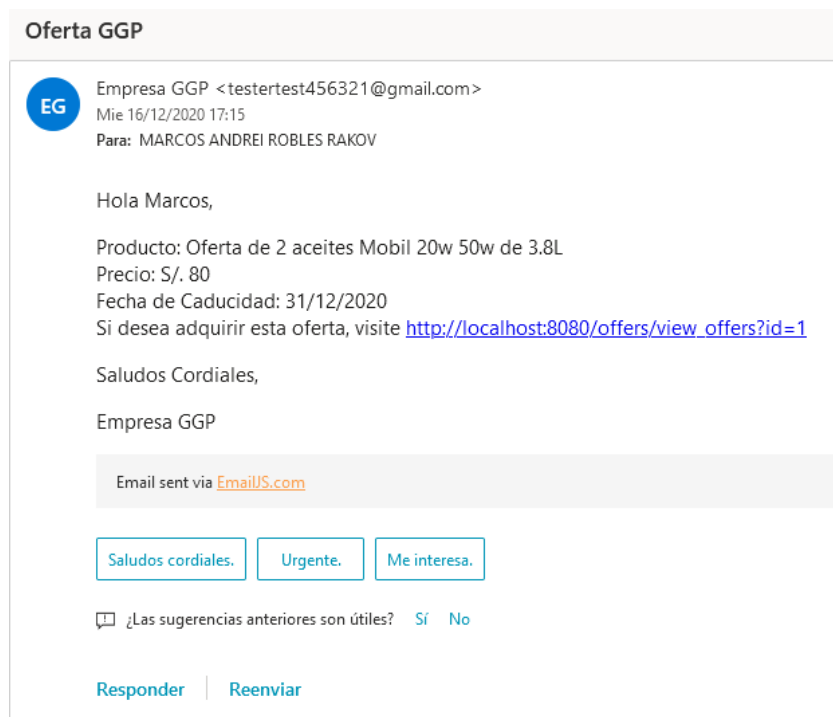 Oferta GGP
EG
Empresa GGP <testertest456321@gmail.com>
Mie 16/12/2020 17:15
Para: MARCOS ANDREI ROBLES RAKOV
Hola Marcos,
Producto: Oferta de 2 aceites Mobil 20w 50w de 3.8L
Precio: S/. 80
Fecha de Caducidad: 31/12/2020
Si desea adquirir esta oferta, visite http://localhost:8080/offers/view_offers?id=1
Saludos Cordiales,
Empresa GGP
Email sent via EmailJS.com
Saludos cordiales. Urgente. Me interesa.
¿Las sugerencias anteriores son útiles? Sí No
Responder Reenviar